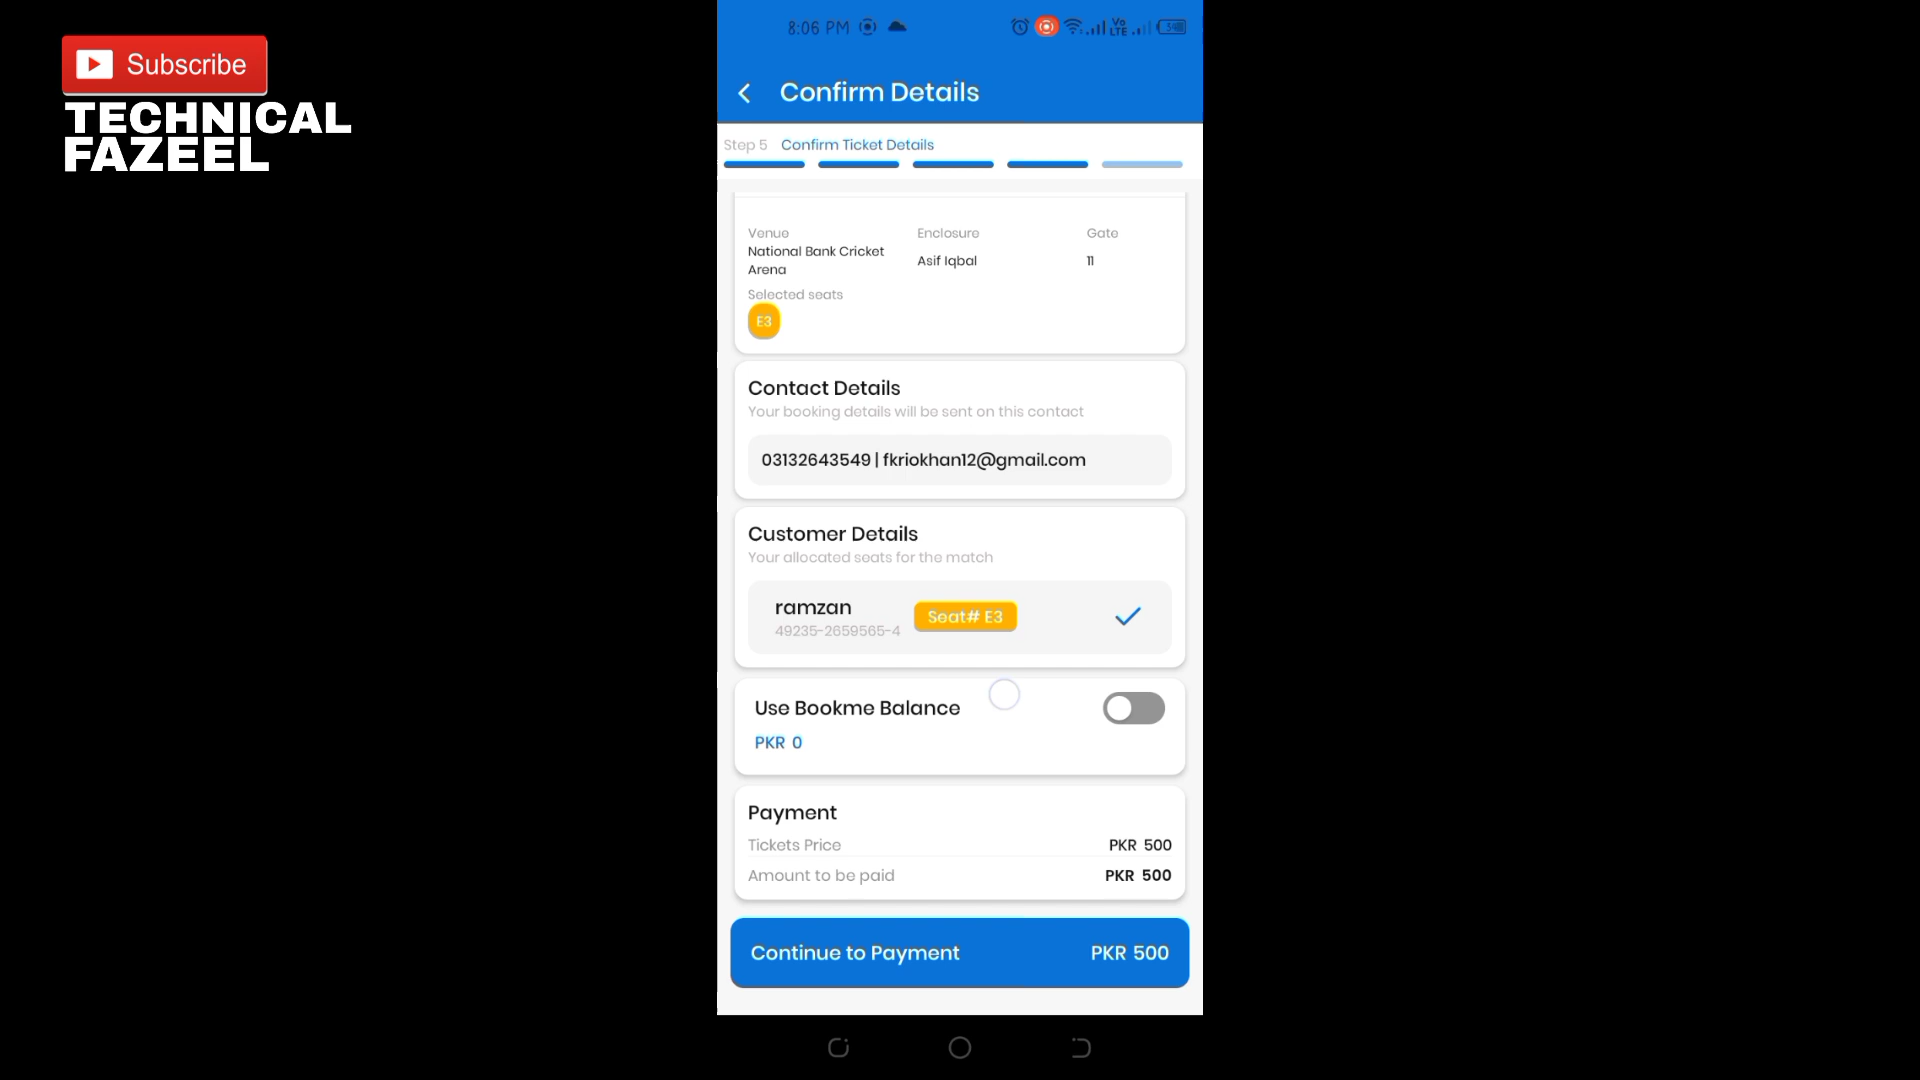 Subscribe
TECHNICAL
FAZEEL
8:06 PM
Vo
LTE
34
Confirm Details
Step 5 Confirm Ticket Details
Venue Enclosure Gate
National Bank Cricket
Arena
Asif Iqbal 11
Selected seats
E3
Contact Details
Your booking details will be sent on this contact
03132643549 | fkriokhan12@gmail.com
Customer Details
Your allocated seats for the match
ramzan Seat# E3
49235-2659565-4
Use Bookme Balance
PKR 0
Payment
Tickets Price PKR 500
Amount to be paid PKR 500
Continue to Payment PKR 500